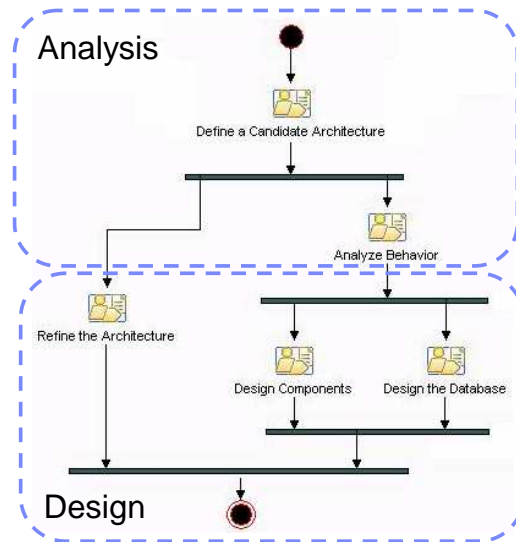 Analysis
Define a Candidate Architecture
Analyze Behavior
Refine the Architecture
Design Components
Design the Database
Design